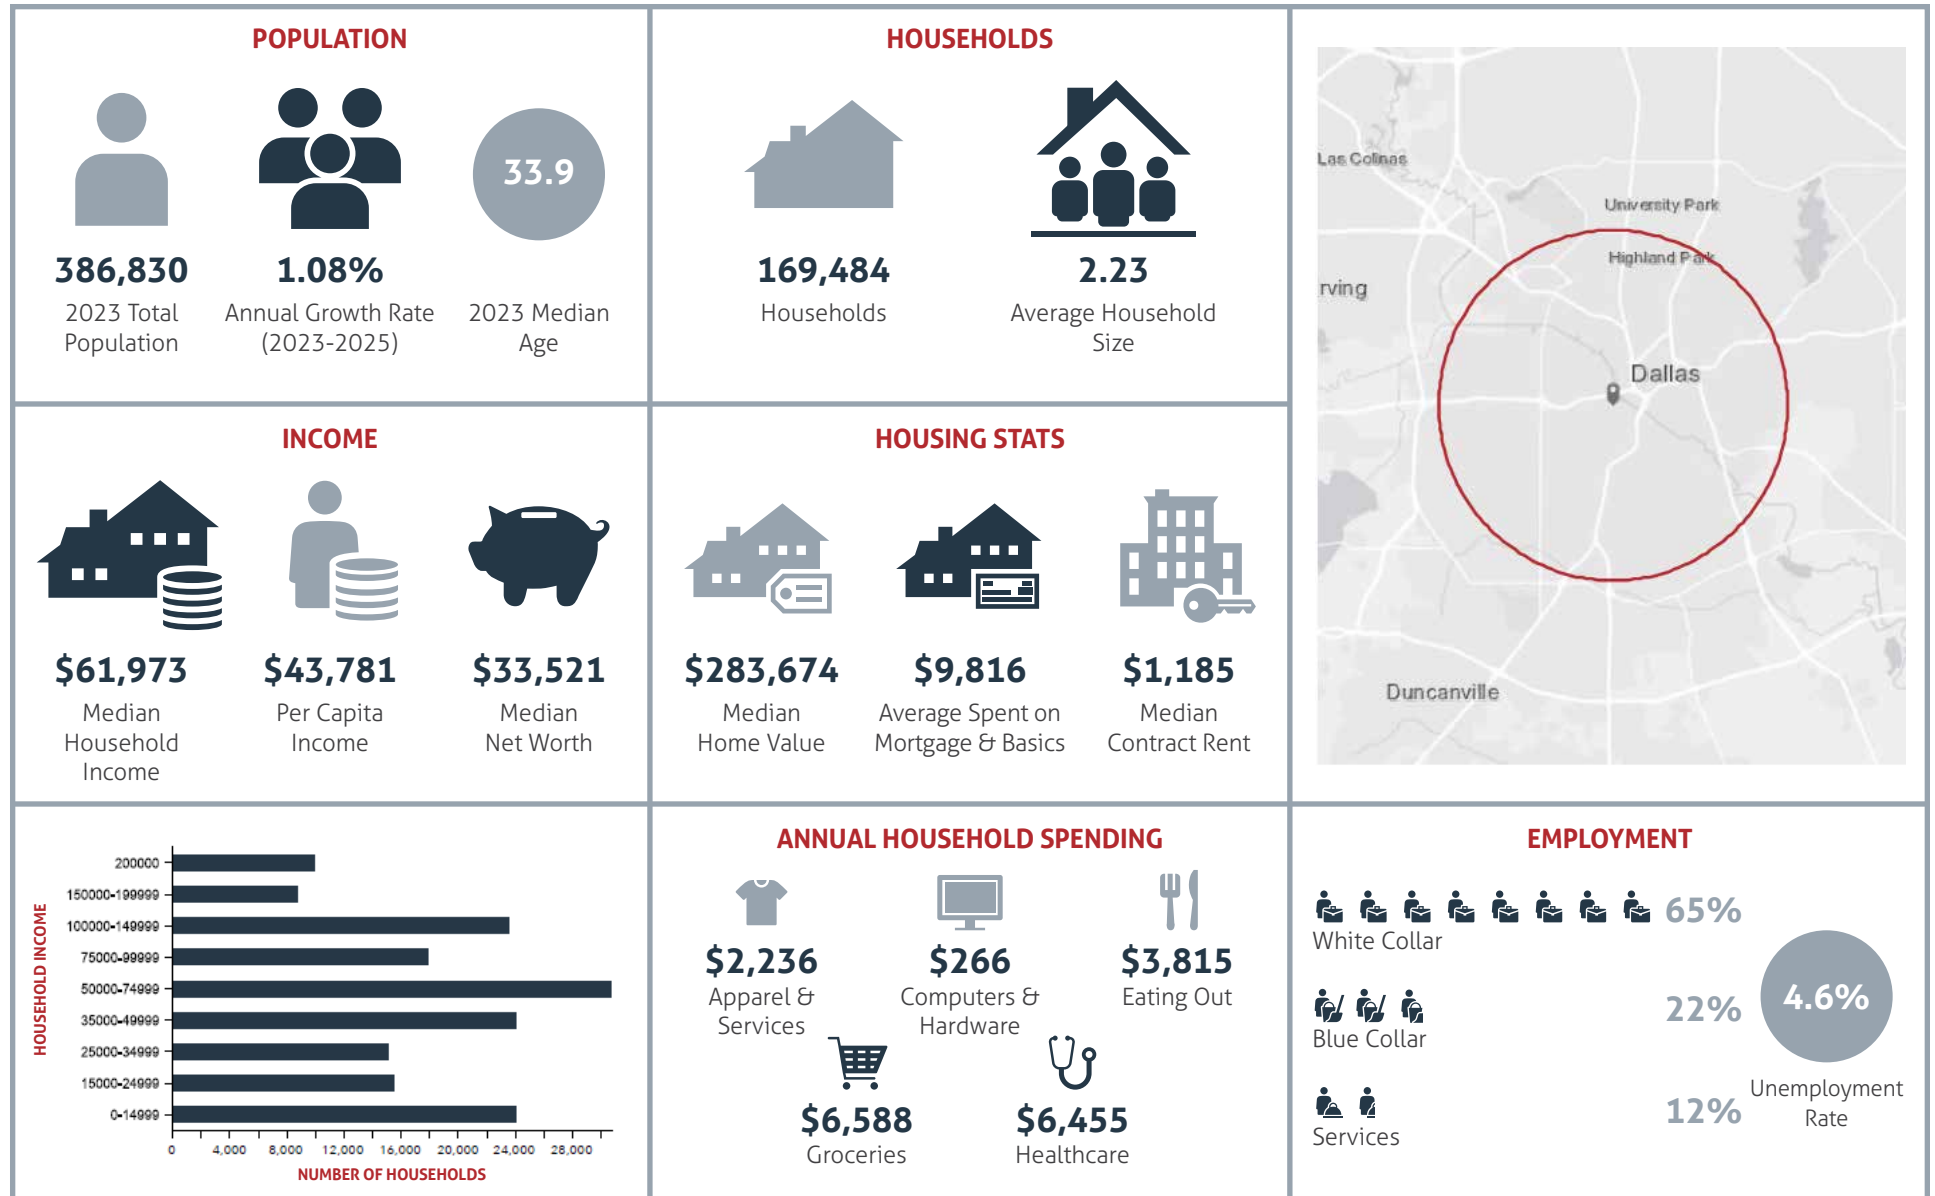 POPULATION
33.9
386,830
2023 Total
Population
1.08%
Annual Growth Rate
(2023-2025)
2023 Median
Age
HOUSEHOLDS
169,484
Households
2.23
Average Household
Size
Las Colinas
University Park
Highland Park
rving
Dallas
Duncanville
INCOME
$61,973
Median
Household
Income
$43,781
Per Capita
Income
$33,521
Median
Net Worth
HOUSING STATS
$283,674
Median
Home Value
$9,816
Average Spent on
Mortgage & Basics
$1,185
Median
Contract Rent
HOUSEHOLD INCOME
200000
150000-199999
100000-149999
75000-99999
50000-74999
35000-49999
25000-34999
15000-24999
0-14999
0 4,000 8,000 12,000 16,000 20,000 24,000 28,000
NUMBER OF HOUSEHOLDS
ANNUAL HOUSEHOLD SPENDING
$2,236
Apparel &
Services
$266
Computers &
Hardware
$3,815
Eating Out
$6,588
Groceries
$6,455
Healthcare
EMPLOYMENT
65%
White Collar
22%
Blue Collar
12%
Services
4.6%
Unemployment
Rate